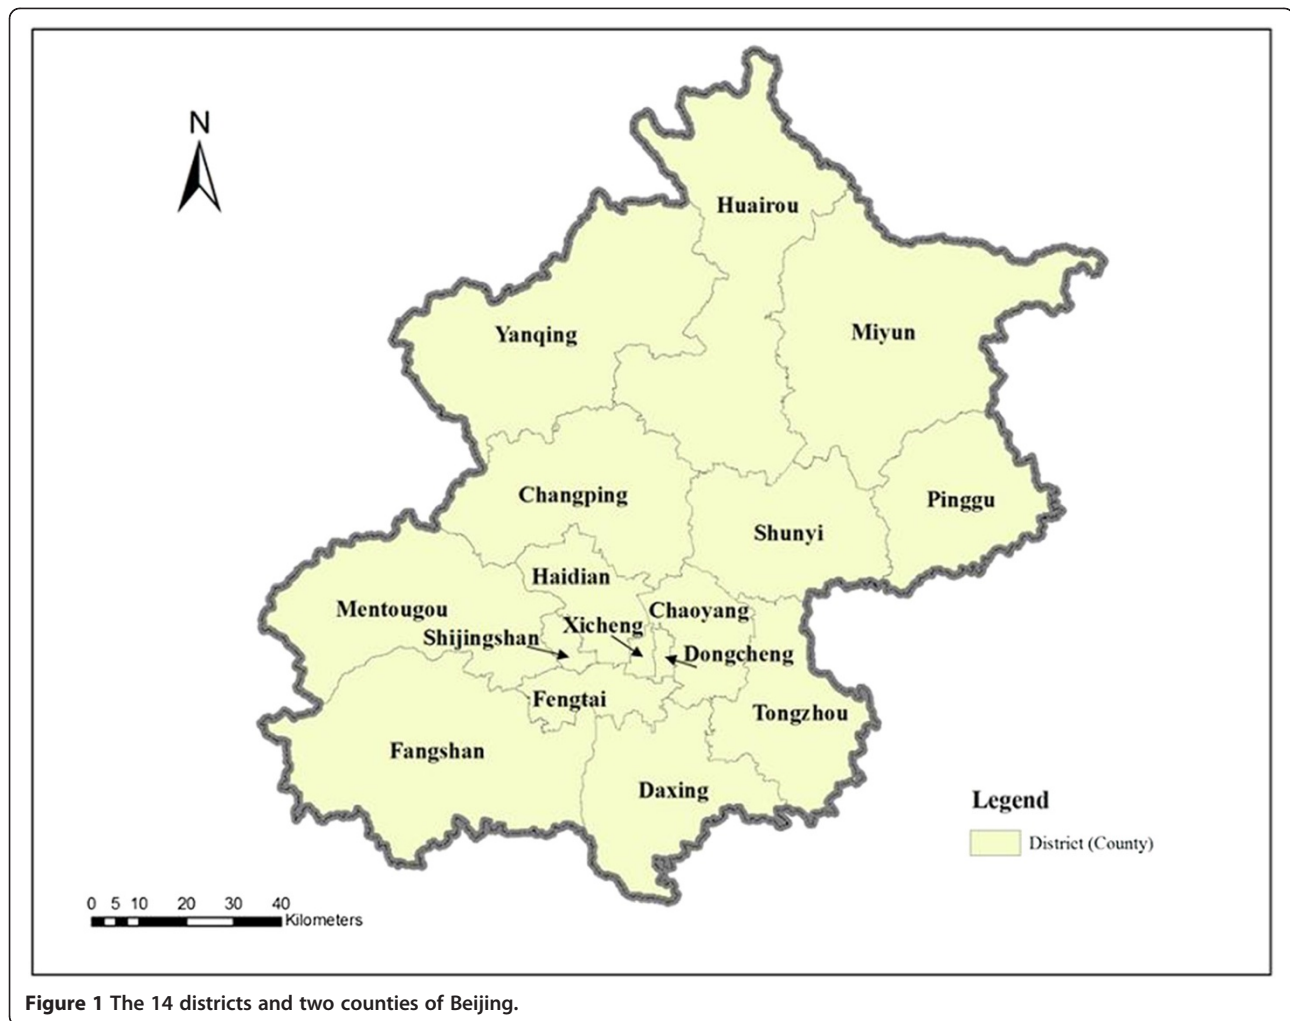 N
Huairou
Yanqing
Miyun
Changping
Pinggu
Shunyi
Haidian
Mentougou
Chaoyang
Xicheng
Shijingshan
Dongcheng
Fengtai
Tongzhou
Fangshan
Daxing
Legend
District (County)
0 5 10 20 30 40
Kilometers
Figure 1 The 14 districts and two counties of Beijing.